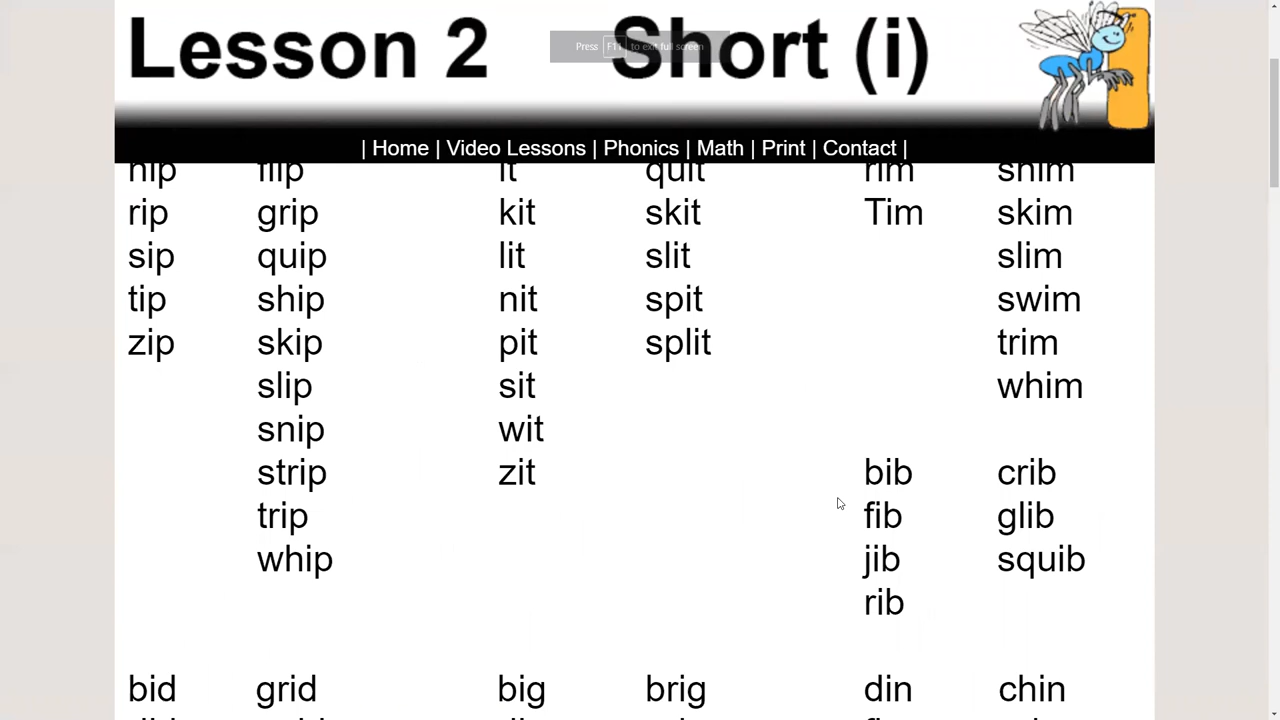 Lesson 2 Short (i)
Press F11 to exit full screen
| Home | Video Lessons | Phonics | Math | Print | Contact |
flip it quit rim
rip grip kit skit Tim skim
sip quip lit slit slim
tip ship nit spit swim
zip skip pit split trim
slip sit whim
snip wit
strip zit bib crib
trip fib glib
whip jib squib
rib
bid grid big brig din chin